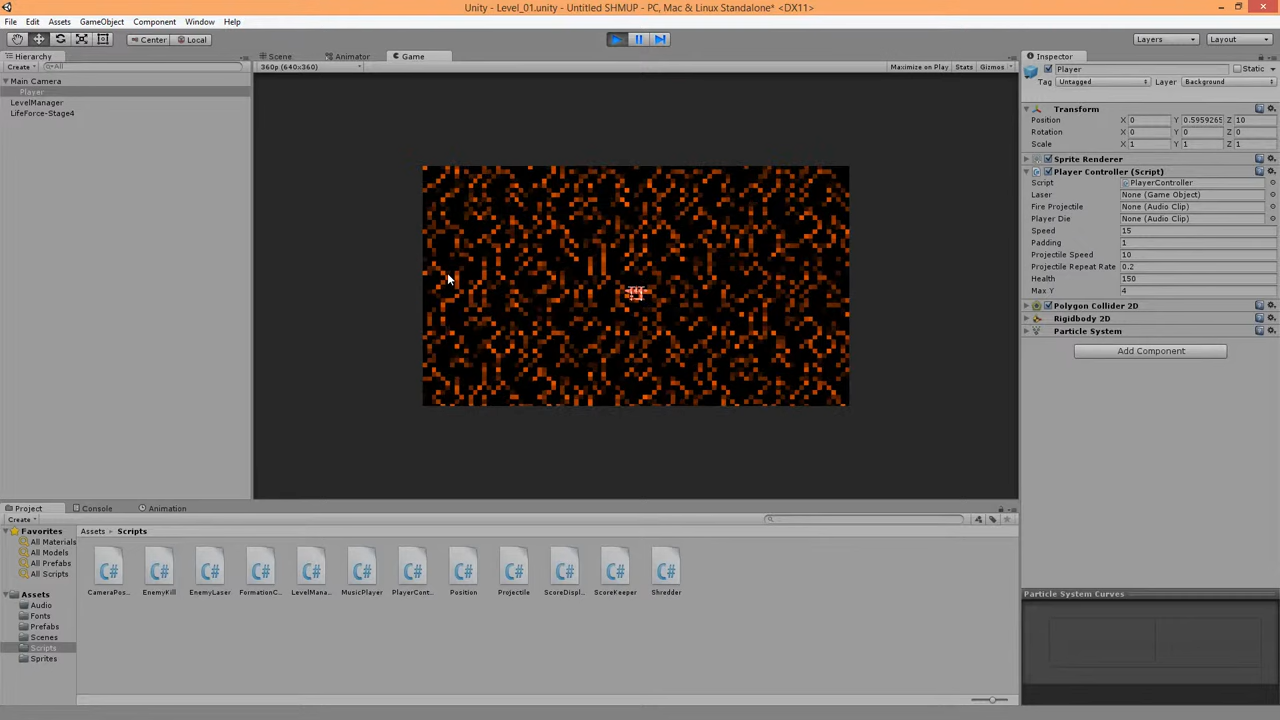 Unity - Level_01.unity - Untitled SHMUP - PC, Mac & Linux Standalone* <DX11>
File Edit Assets GameObject Component Window Help
Center Local Layers Layout
Hierarchy
Create All
Main Camera
Player
LevelManager
LifeForce-Stage4
Scene Animator Game
360p (640x360) Maximize on Play Stats Gizmos
Inspector
Player Static
Tag Untagged Layer Background
Transform
Position X 0 Y 0.5959265 Z 10
Rotation X 0 Y 0 Z 0
Scale X 1 Y 1 Z 1
Sprite Renderer
Player Controller (Script)
Script PlayerController
Laser None (Game Object)
Fire Projectile None (Audio Clip)
Player Die None (Audio Clip)
Speed 15
Padding 1
Projectile Speed 10
Projectile Repeat Rate 0.2
Health 150
Max Y 4
Polygon Collider 2D
Rigidbody 2D
Particle System
Add Component
Particle System Curves
Project Console Animation
Create
Favorites
All Materials
All Models
All Prefabs
All Scripts
Assets
Audio
Fonts
Prefabs
Scenes
Scripts
Sprites
Assets Scripts
CameraPos... EnemyKill EnemyLaser FormationC... LevelMana... MusicPlayer PlayerCont... Position Projectile ScoreDispl... ScoreKeeper Shredder